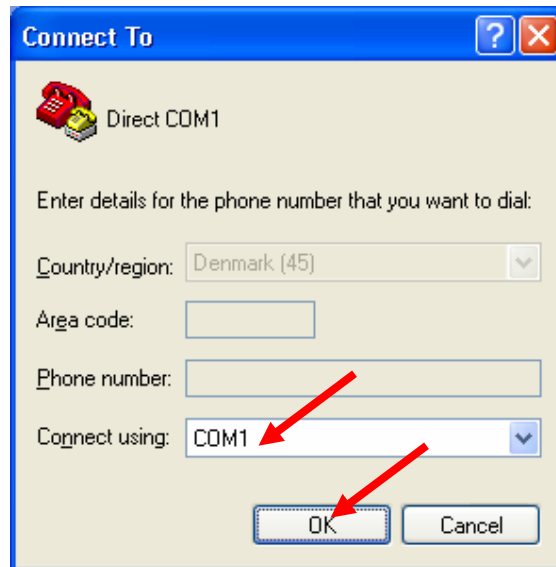 Connect To
Direct COM1
Enter details for the phone number that you want to dial:
Country/region: Denmark (45)
Area code:
Phone number:
Connect using: COM1
OK Cancel